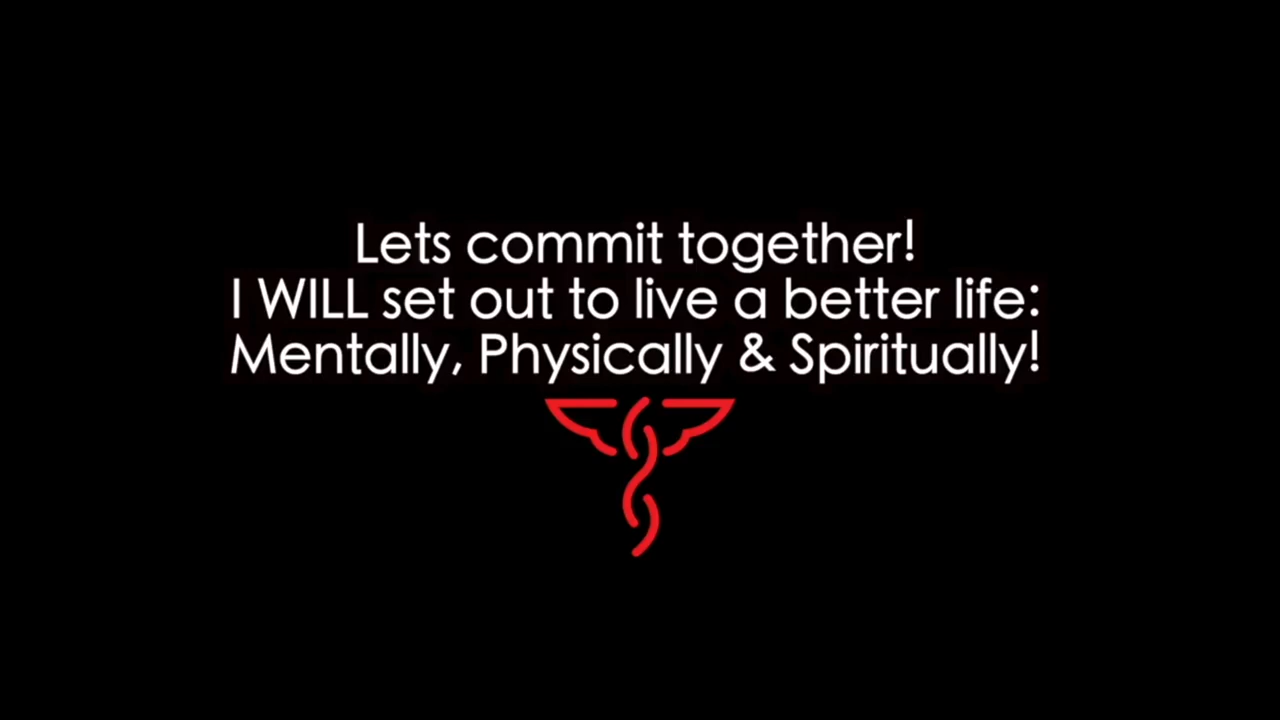 Lets commit together!
I WILL set out to live a better life:
Mentally, Physically & Spiritually!